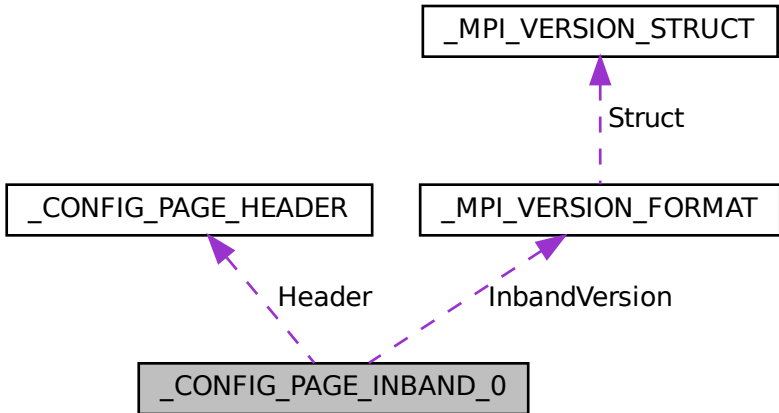 _MPI_VERSION_STRUCT
Struct
_CONFIG_PAGE_HEADER
_MPI_VERSION_FORMAT
Header
InbandVersion
_CONFIG_PAGE_INBAND_0